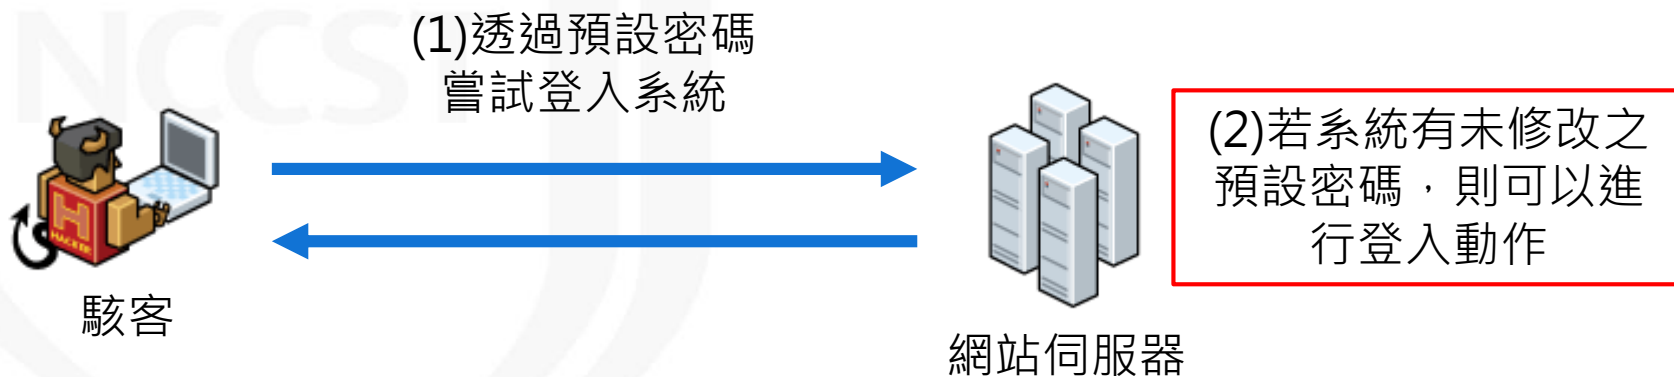 NCCST
(1)透過預設密碼
嘗試登入系統
(2)若系統有未修改之
預設密碼，則可以進
行登入動作
H
HACKER
駭客
網站伺服器